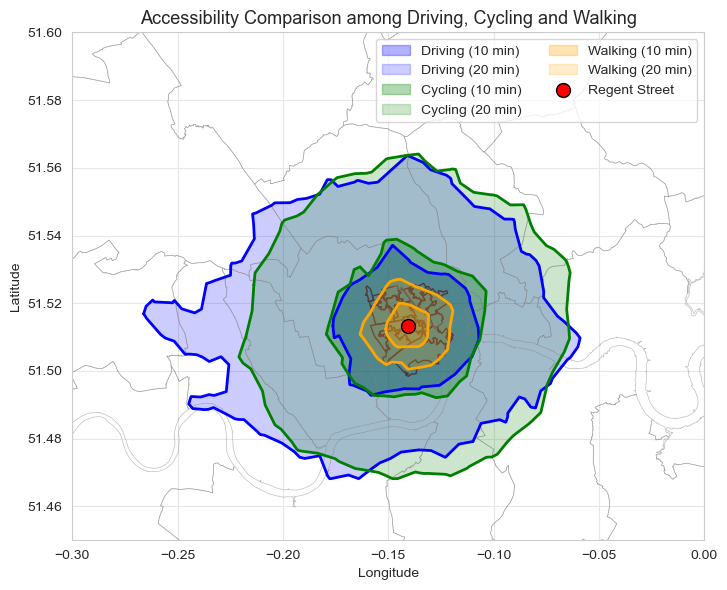 Accessibility Comparison among Driving, Cycling and Walking
Driving (10 min)
Driving (20 min)
Cycling (10 min)
Cycling (20 min)
Walking (10 min)
Walking (20 min)
Regent Street
Latitude
51.60
51.58
51.56
51.54
51.52
51.50
51.48
51.46
−0.30
−0.25
−0.20
−0.15
−0.10
−0.05
0.00
Longitude